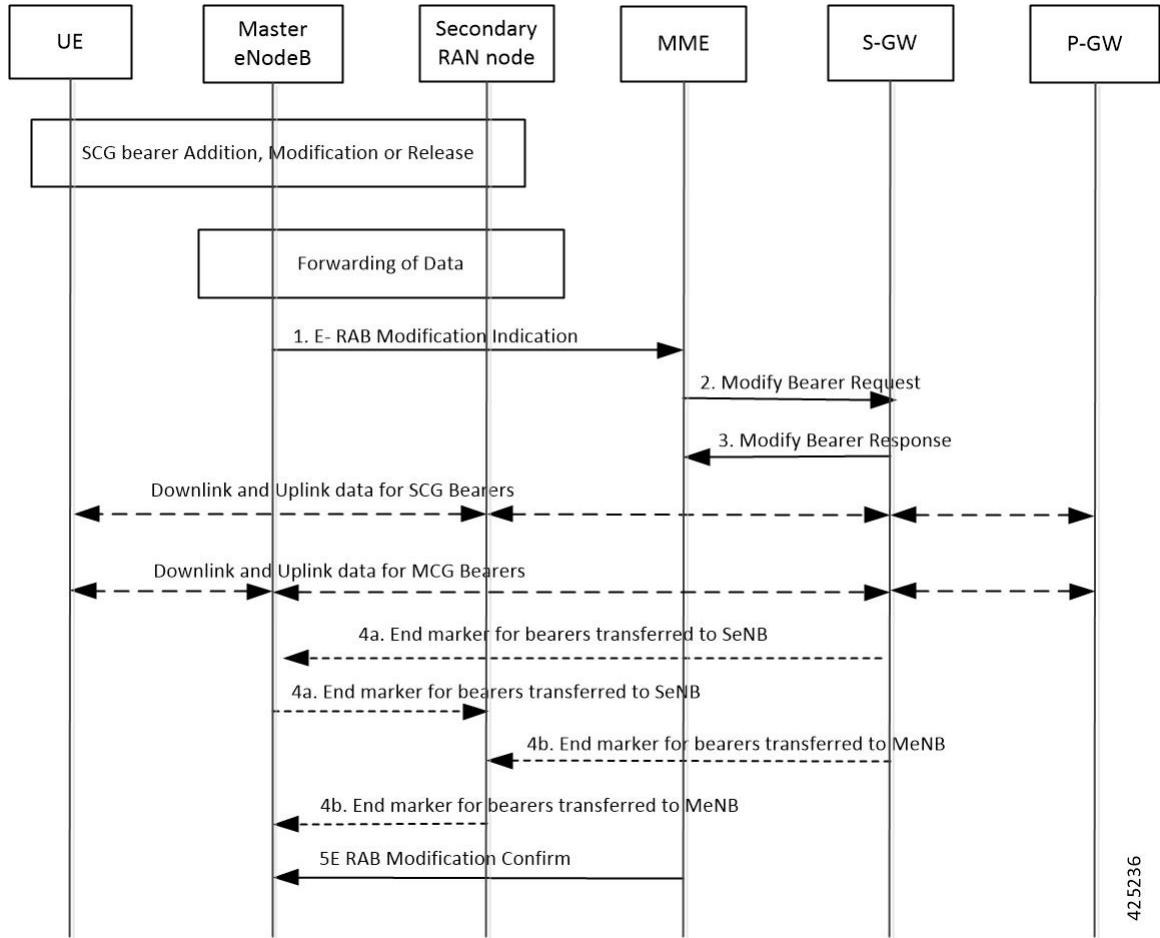 UE
Master
eNodeB
Secondary
RAN node
MME
S-GW
P-GW
SCG bearer Addition, Modification or Release
Forwarding of Data
1. E- RAB Modification Indication
2. Modify Bearer Request
3. Modify Bearer Response
Downlink and Uplink data for SCG Bearers
Downlink and Uplink data for MCG Bearers
4a. End marker for bearers transferred to SeNB
4a. End marker for bearers transferred to SeNB
4b. End marker for bearers transferred to MeNB
4b. End marker for bearers transferred to MeNB
5E RAB Modification Confirm
425236